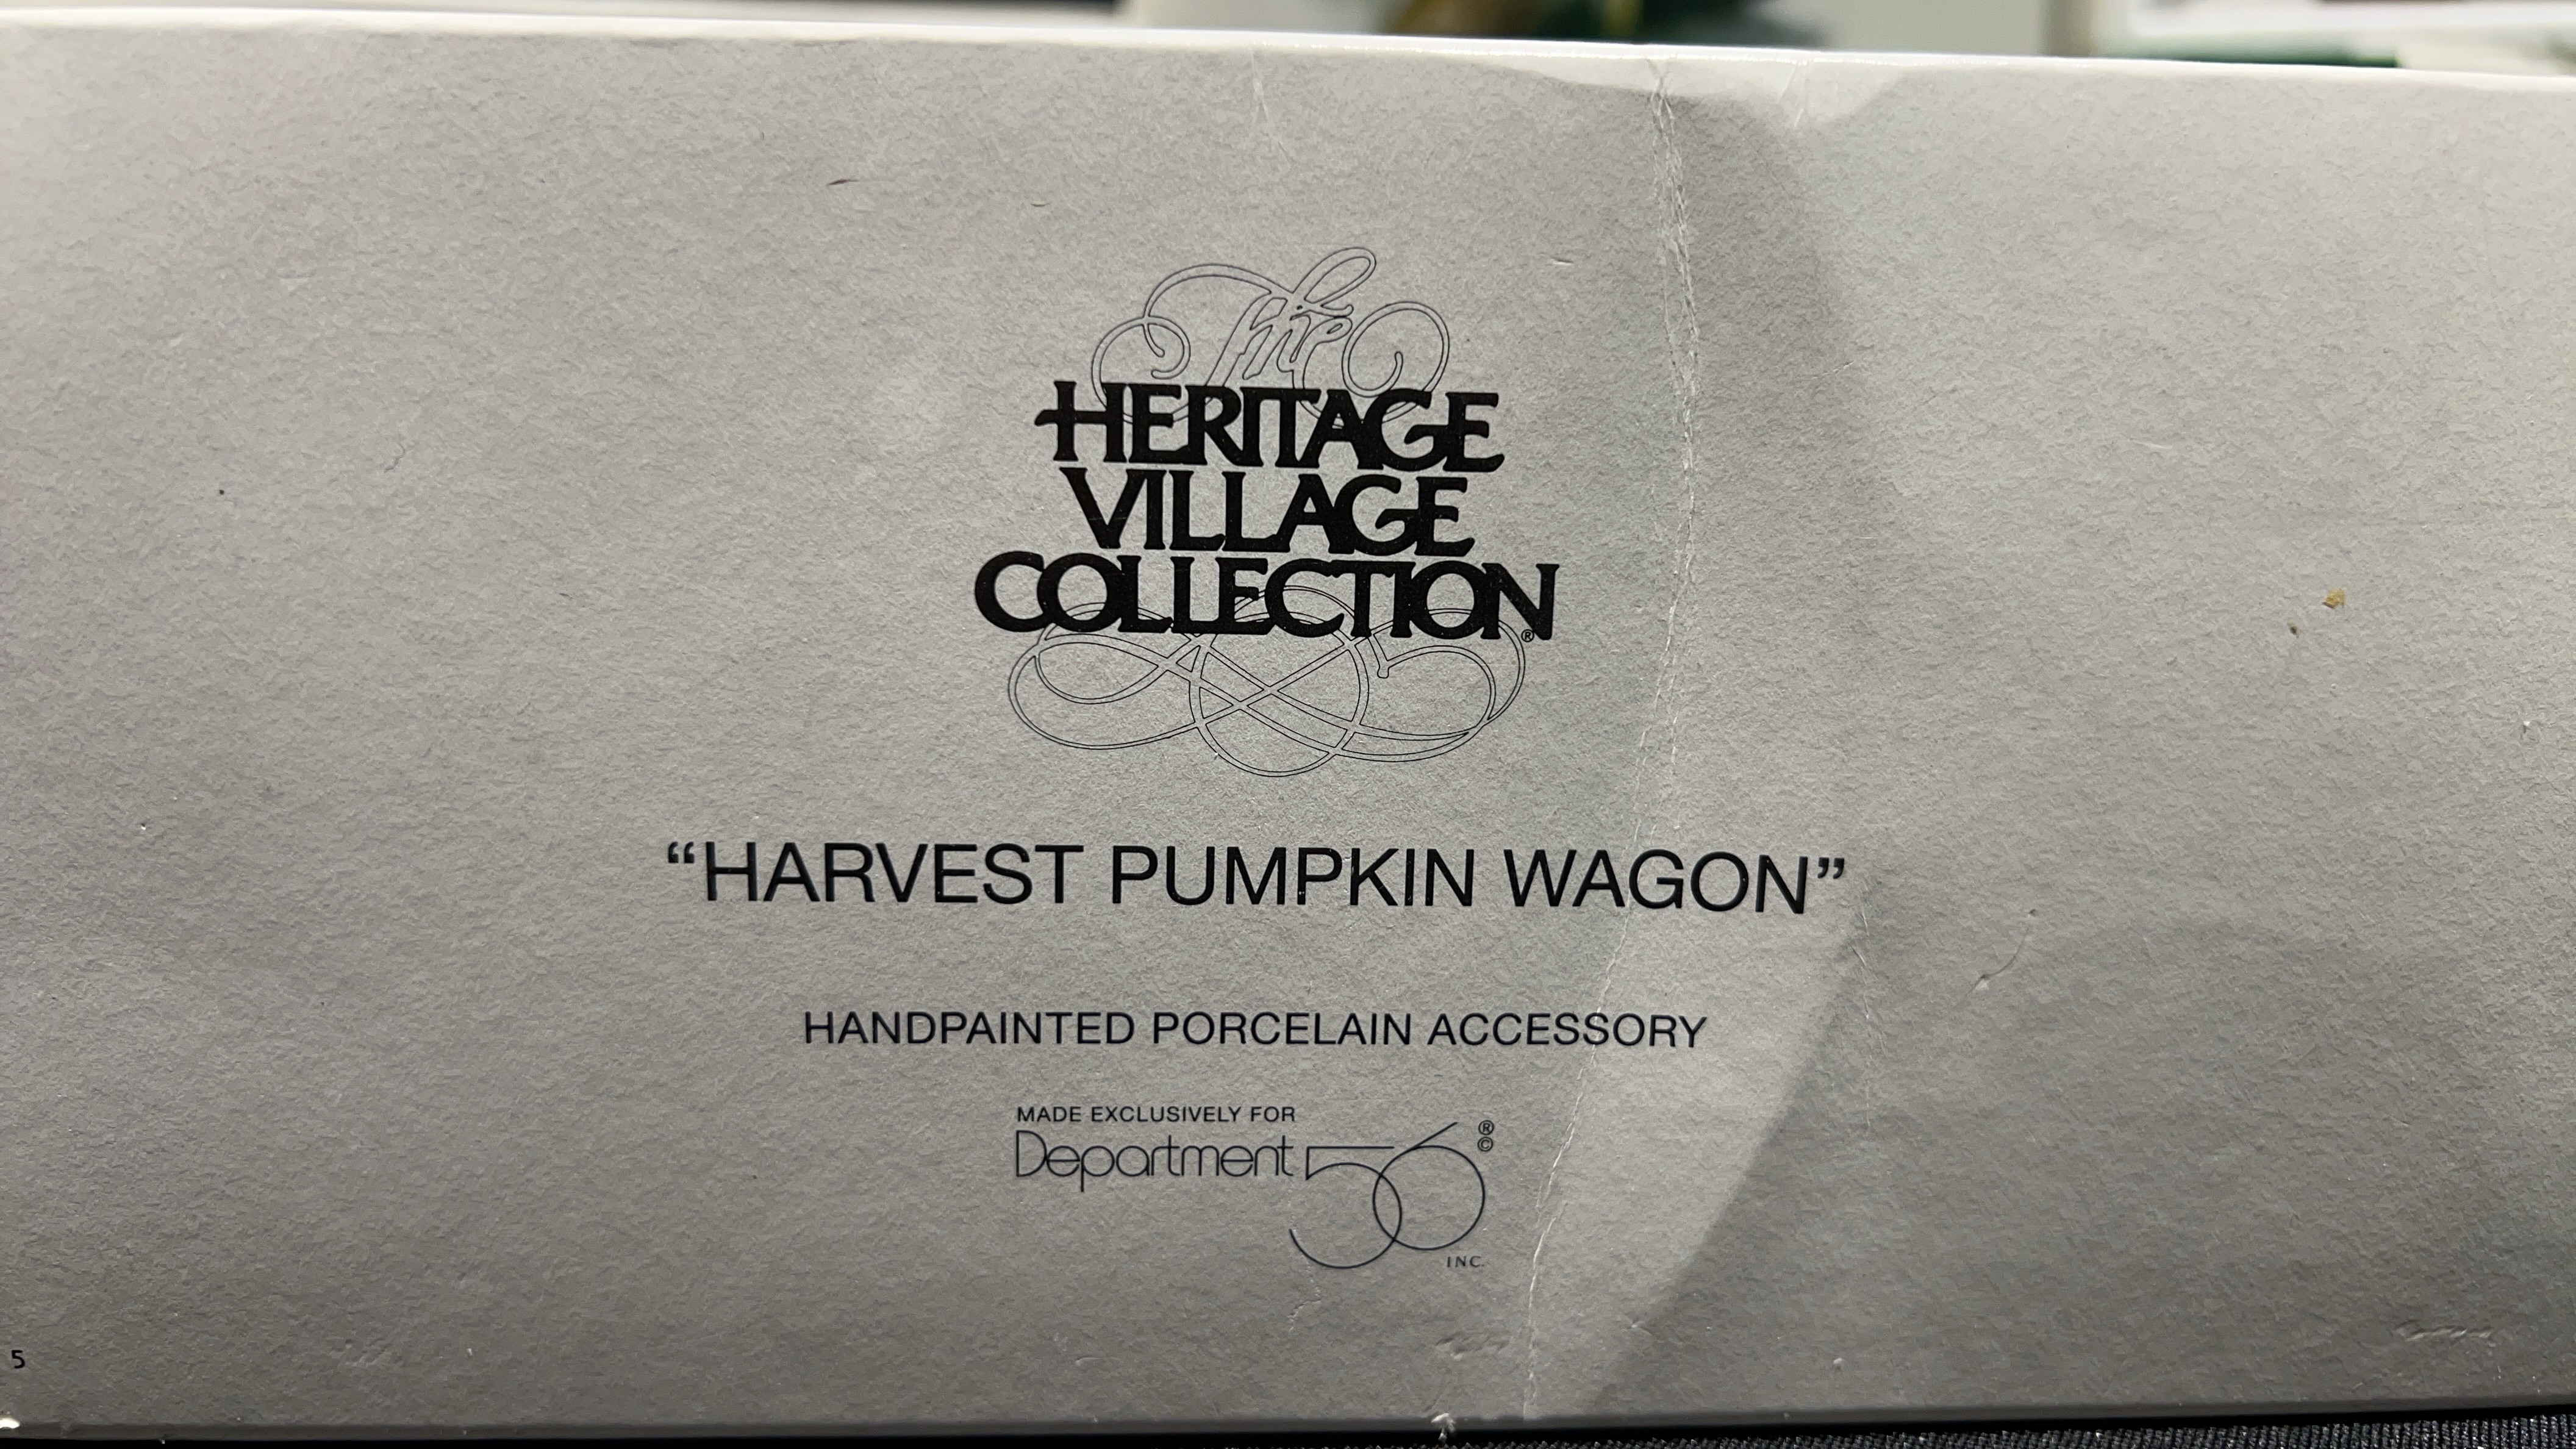 The
HERITAGE
VILLAGE
COLLECTION®
“HARVEST PUMPKIN WAGON”
HANDPAINTED PORCELAIN ACCESSORY
MADE EXCLUSIVELY FOR
Department 56 ® ©
INC.
5